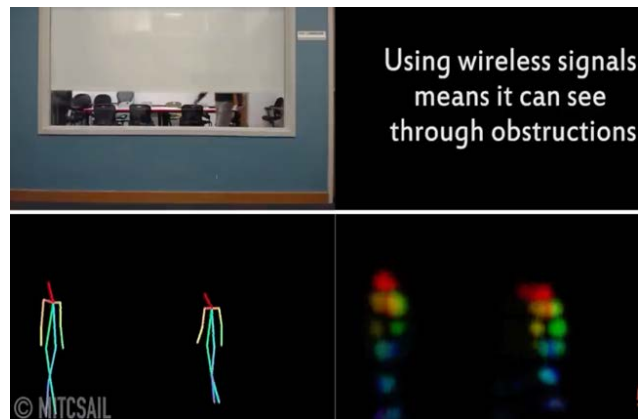 Using wireless signals
means it can see
through obstructions
© MITCSAIL